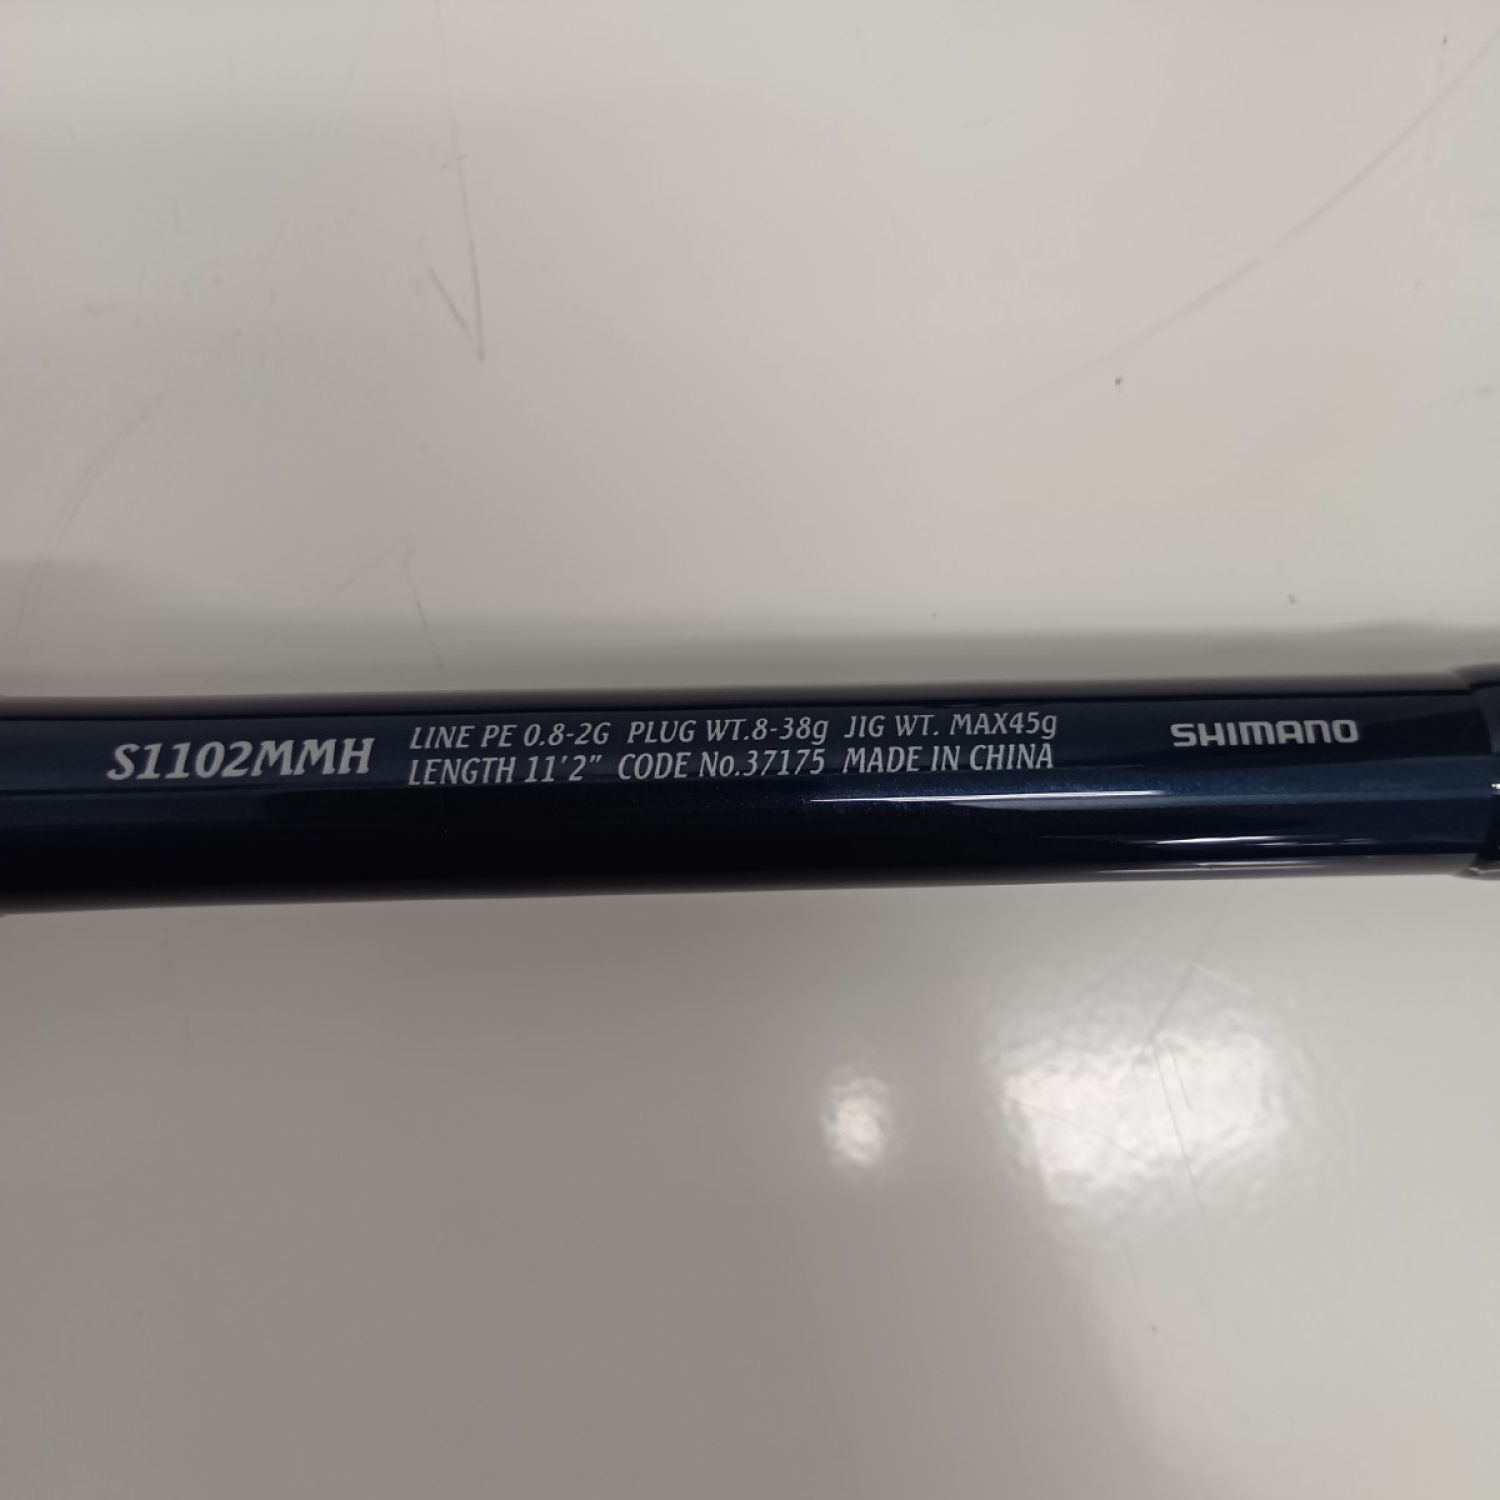 S1102MMH
LINE PE 0.8-2G PLUG WT.8-38g JIG WT. MAX45g
LENGTH 11'2" CODE No.37175 MADE IN CHINA
SHIMANO